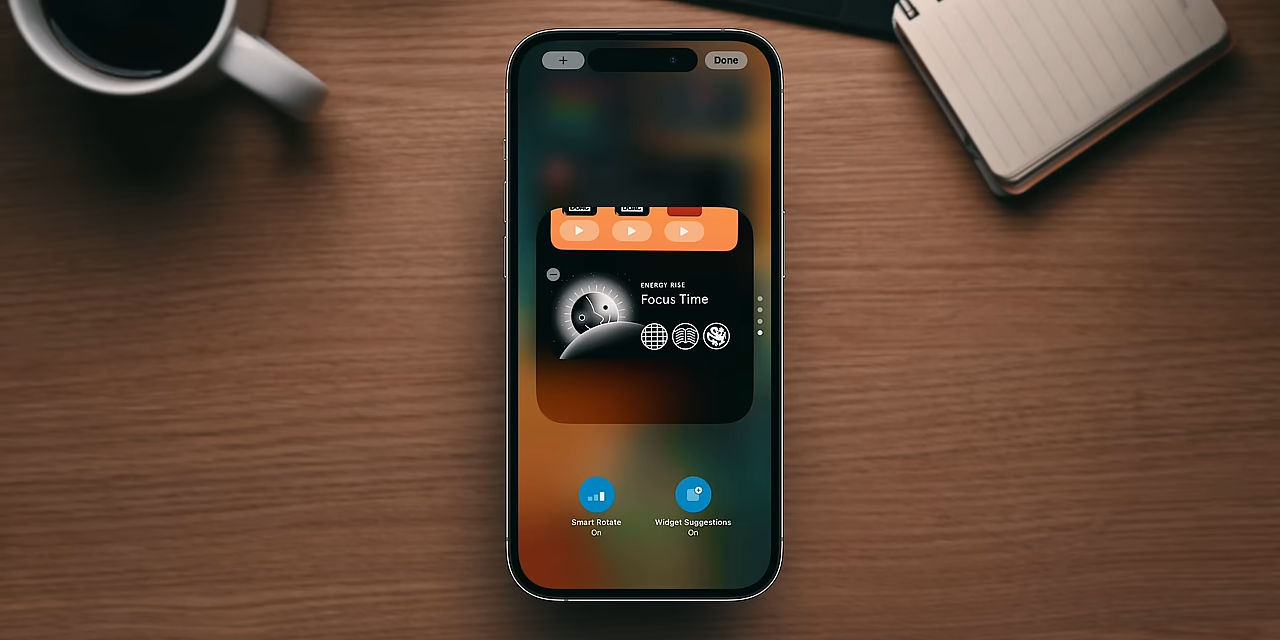 +
Done
ENERGY RISE
Focus Time
Smart Rotate
On
Widget Suggestions
On